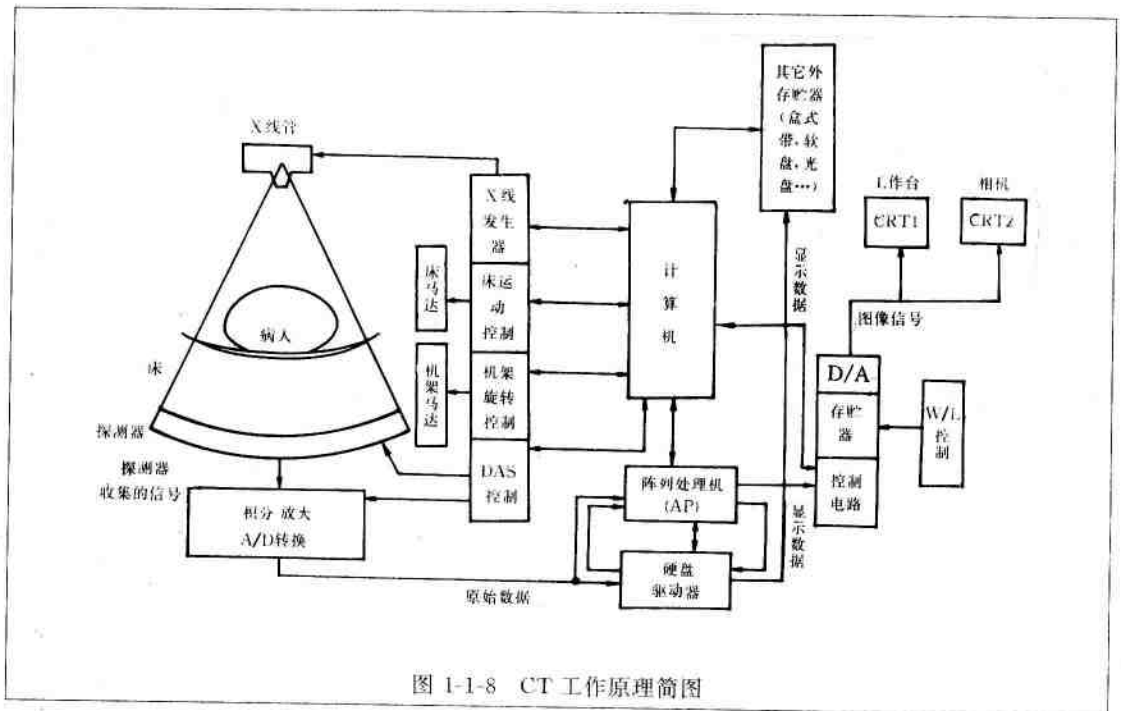 X线管
病人
床
探测器
探测器
收集的信号
积分 放大
A/D转换
原始数据
床马达
机架马达
X线
发生
器
床运
动
控制
机架
旋转
控制
DAS
控制
计
算
机
阵列处理机
(AP)
硬盘
驱动器
其它外
存贮器
(盒式
带,软
盘,光
盘…)
显示数据
显示数据
工作台
CRT1
相机
CRT2
图像信号
D/A
存贮
器
控制
电路
W/L
控制
图 1-1-8 CT 工作原理简图